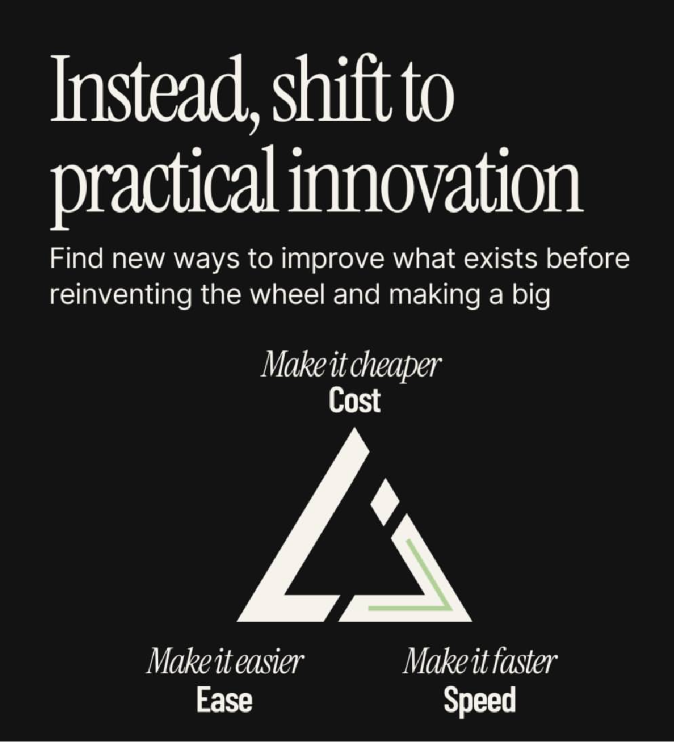 Instead, shift to
practical innovation
Find new ways to improve what exists before
reinventing the wheel and making a big
Make it cheaper
Cost
Make it easier
Ease
Make it faster
Speed